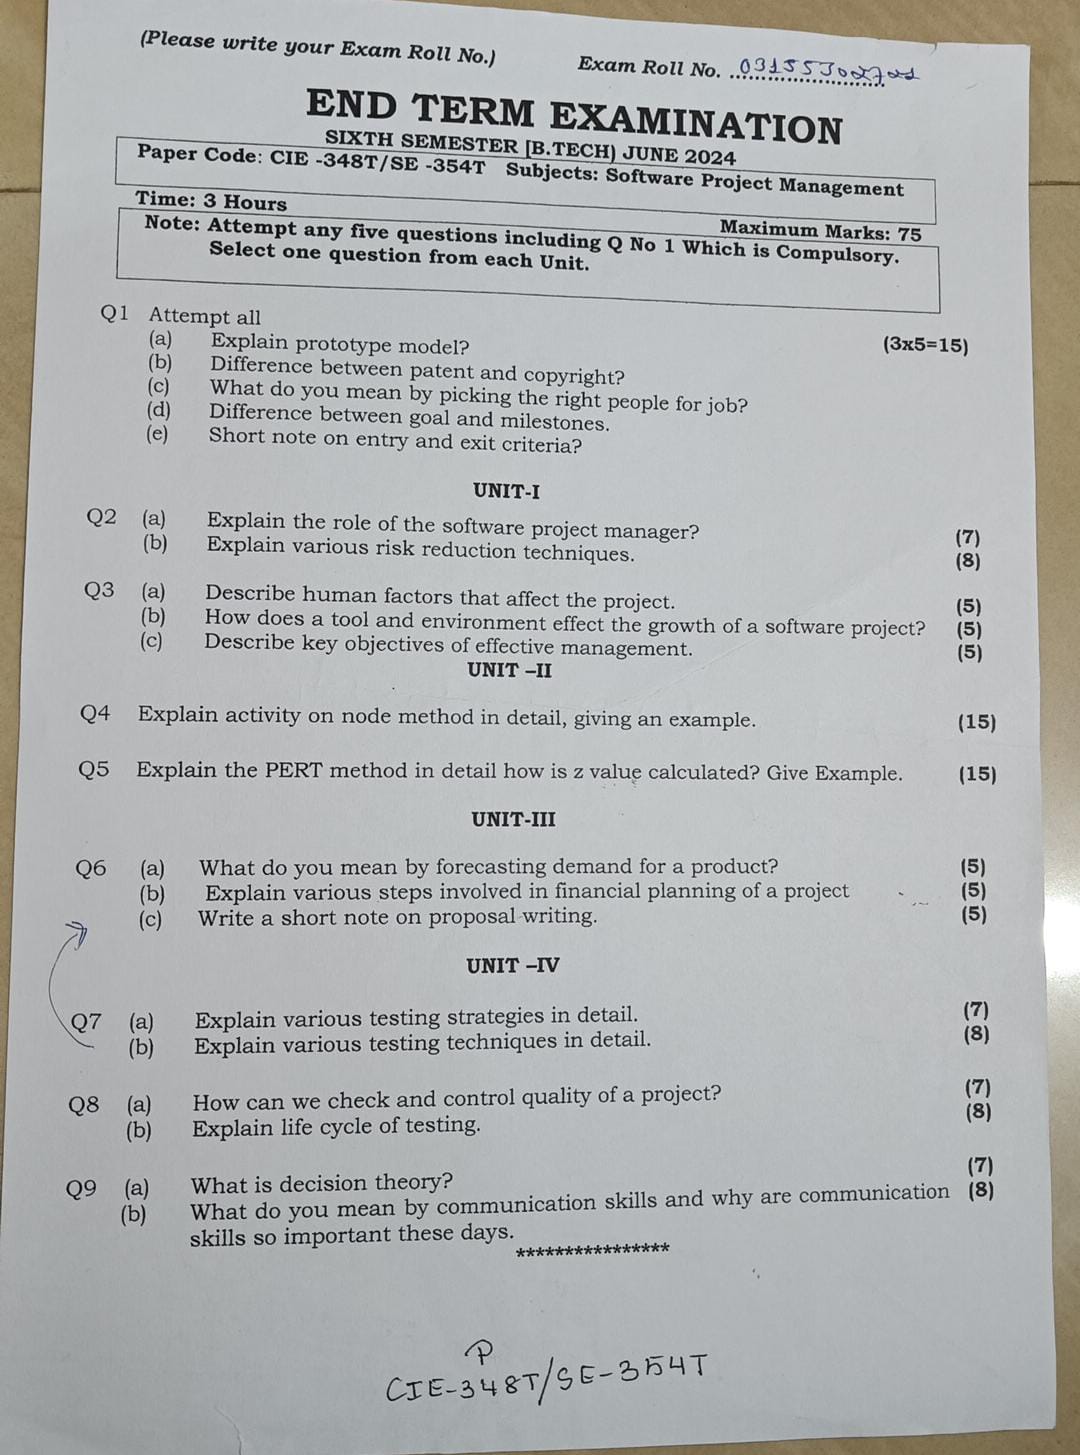 (Please write your Exam Roll No.) Exam Roll No. ..............
END TERM EXAMINATION
SIXTH SEMESTER [B.TECH) JUNE 2024
Paper Code: CIE -348T/SE -354T Subjects: Software Project Management
Time: 3 Hours Maximum Marks: 75
Note: Attempt any five questions including Q No 1 Which is Compulsory.
Select one question from each Unit.
Q1 Attempt all (3x5=15)
(a) Explain prototype model?
(b) Difference between patent and copyright?
(c) What do you mean by picking the right people for job?
(d) Difference between goal and milestones.
(e) Short note on entry and exit criteria?
UNIT-I
Q2 (a) Explain the role of the software project manager? (7)
(b) Explain various risk reduction techniques. (8)
Q3 (a) Describe human factors that affect the project. (5)
(b) How does a tool and environment effect the growth of a software project? (5)
(c) Describe key objectives of effective management. (5)
UNIT –II
Q4 Explain activity on node method in detail, giving an example. (15)
Q5 Explain the PERT method in detail how is z value calculated? Give Example. (15)
UNIT-III
Q6 (a) What do you mean by forecasting demand for a product? (5)
(b) Explain various steps involved in financial planning of a project (5)
(c) Write a short note on proposal writing. (5)
UNIT –IV
Q7 (a) Explain various testing strategies in detail. (7)
(b) Explain various testing techniques in detail. (8)
Q8 (a) How can we check and control quality of a project? (7)
(b) Explain life cycle of testing. (8)
Q9 (a) What is decision theory? (7)
(b) What do you mean by communication skills and why are communication (8)
skills so important these days.
****************
P
CIE-348T/SE-354T